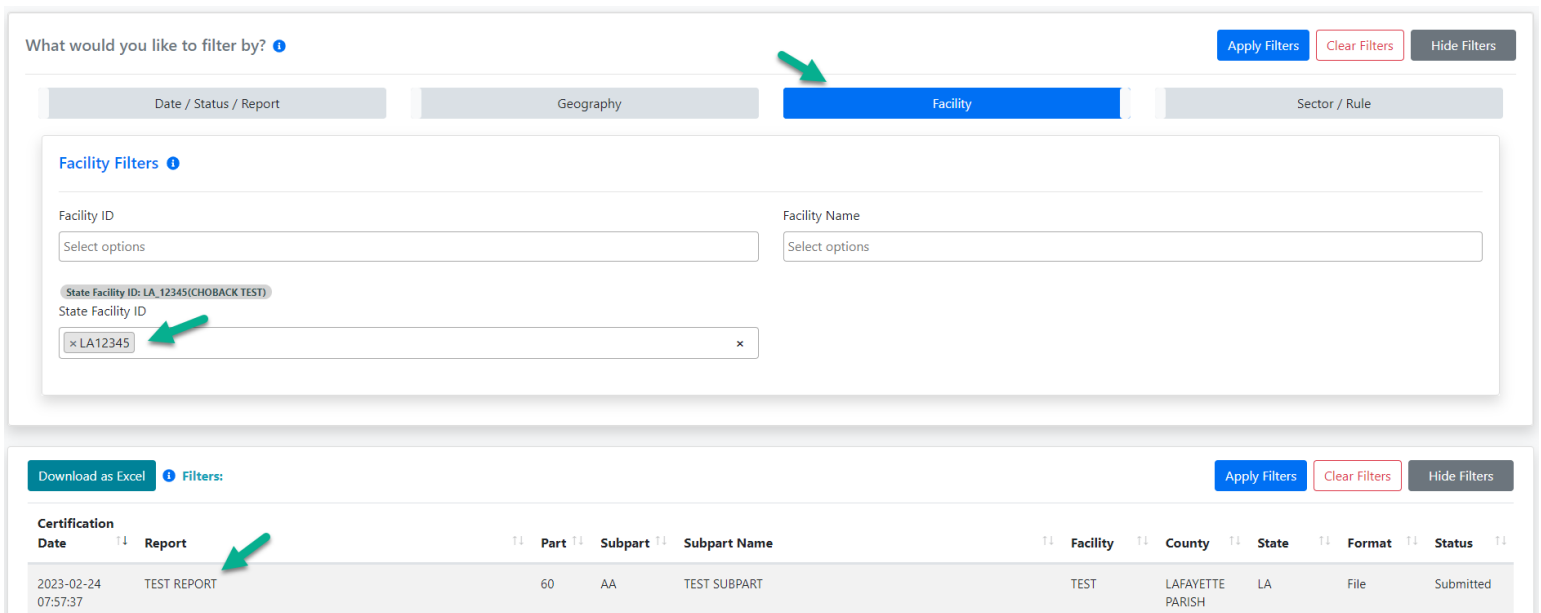 What would you like to filter by?
Apply Filters Clear Filters Hide Filters
Date / Status / Report Geography Facility Sector / Rule
Facility Filters
Facility ID Facility Name
Select options Select options
State Facility ID: LA_12345(CHOBACK TEST)
State Facility ID
×LA12345 ×
Download as Excel Filters: Apply Filters Clear Filters Hide Filters
Certification
Date Report Part Subpart Subpart Name Facility County State Format Status
2023-02-24 TEST REPORT 60 AA TEST SUBPART TEST LAFAYETTE LA File Submitted
07:57:37 PARISH